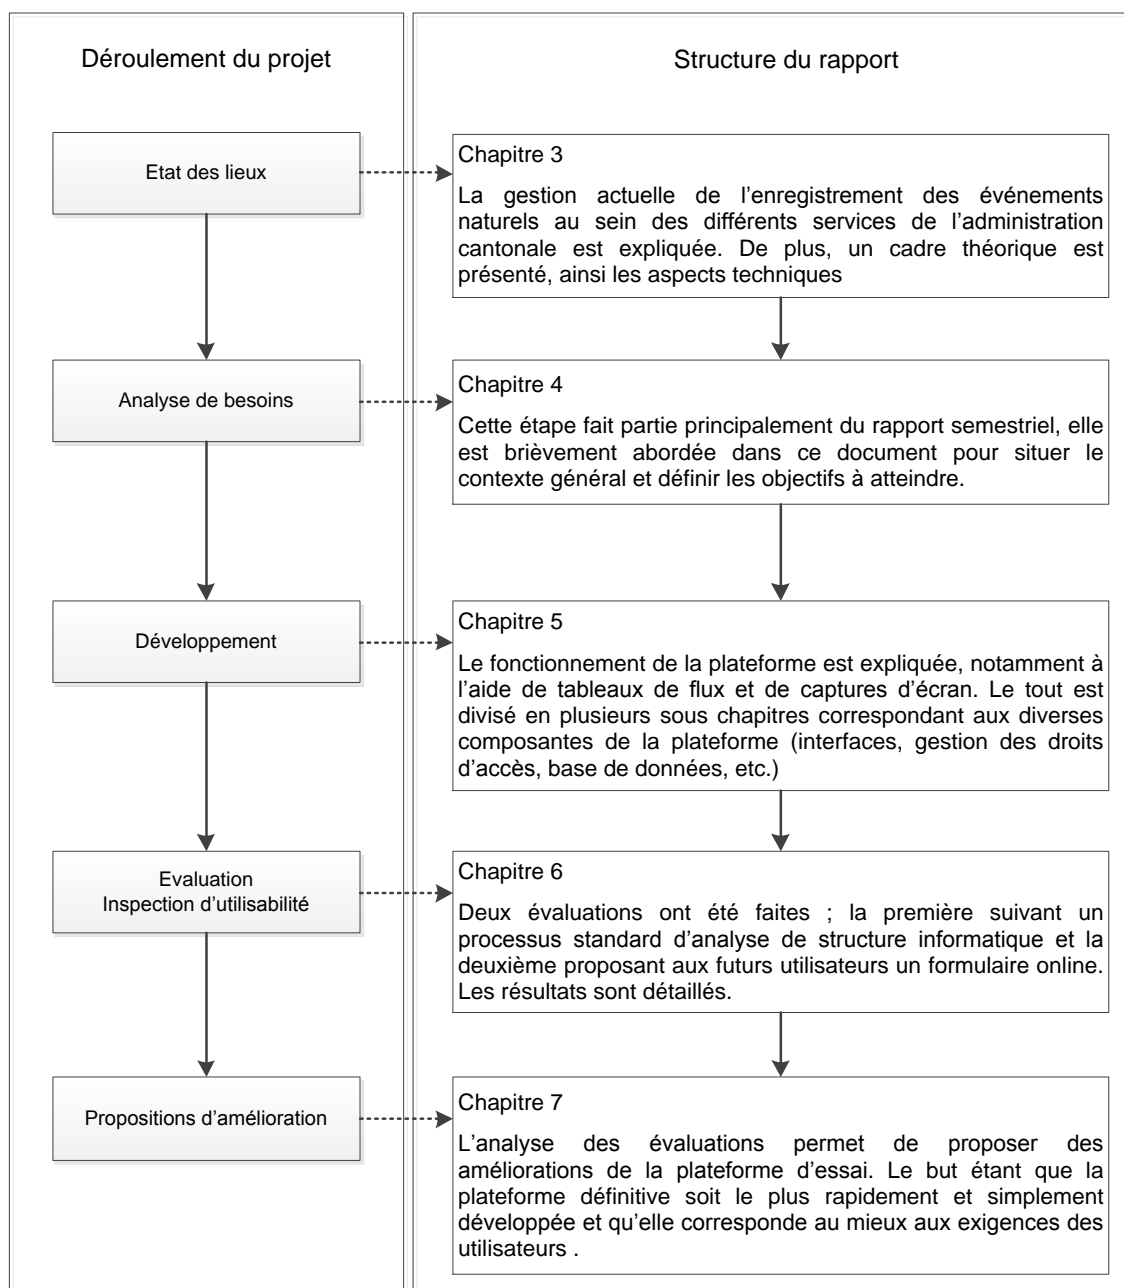 Déroulement du projet
Structure du rapport
Etat des lieux
Chapitre 3
La gestion actuelle de l’enregistrement des événements
naturels au sein des différents services de l’administration
cantonale est expliquée. De plus, un cadre théorique est
présenté, ainsi les aspects techniques
Analyse de besoins
Chapitre 4
Cette étape fait partie principalement du rapport semestriel, elle
est brièvement abordée dans ce document pour situer le
contexte général et définir les objectifs à atteindre.
Développement
Chapitre 5
Le fonctionnement de la plateforme est expliquée, notamment à
l’aide de tableaux de flux et de captures d’écran. Le tout est
divisé en plusieurs sous chapitres correspondant aux diverses
composantes de la plateforme (interfaces, gestion des droits
d’accès, base de données, etc.)
Evaluation
Inspection d’utilisabilité
Chapitre 6
Deux évaluations ont été faites ; la première suivant un
processus standard d’analyse de structure informatique et la
deuxième proposant aux futurs utilisateurs un formulaire online.
Les résultats sont détaillés.
Propositions d’amélioration
Chapitre 7
L’analyse des évaluations permet de proposer des
améliorations de la plateforme d’essai. Le but étant que la
plateforme définitive soit le plus rapidement et simplement
développée et qu’elle corresponde au mieux aux exigences des
utilisateurs .